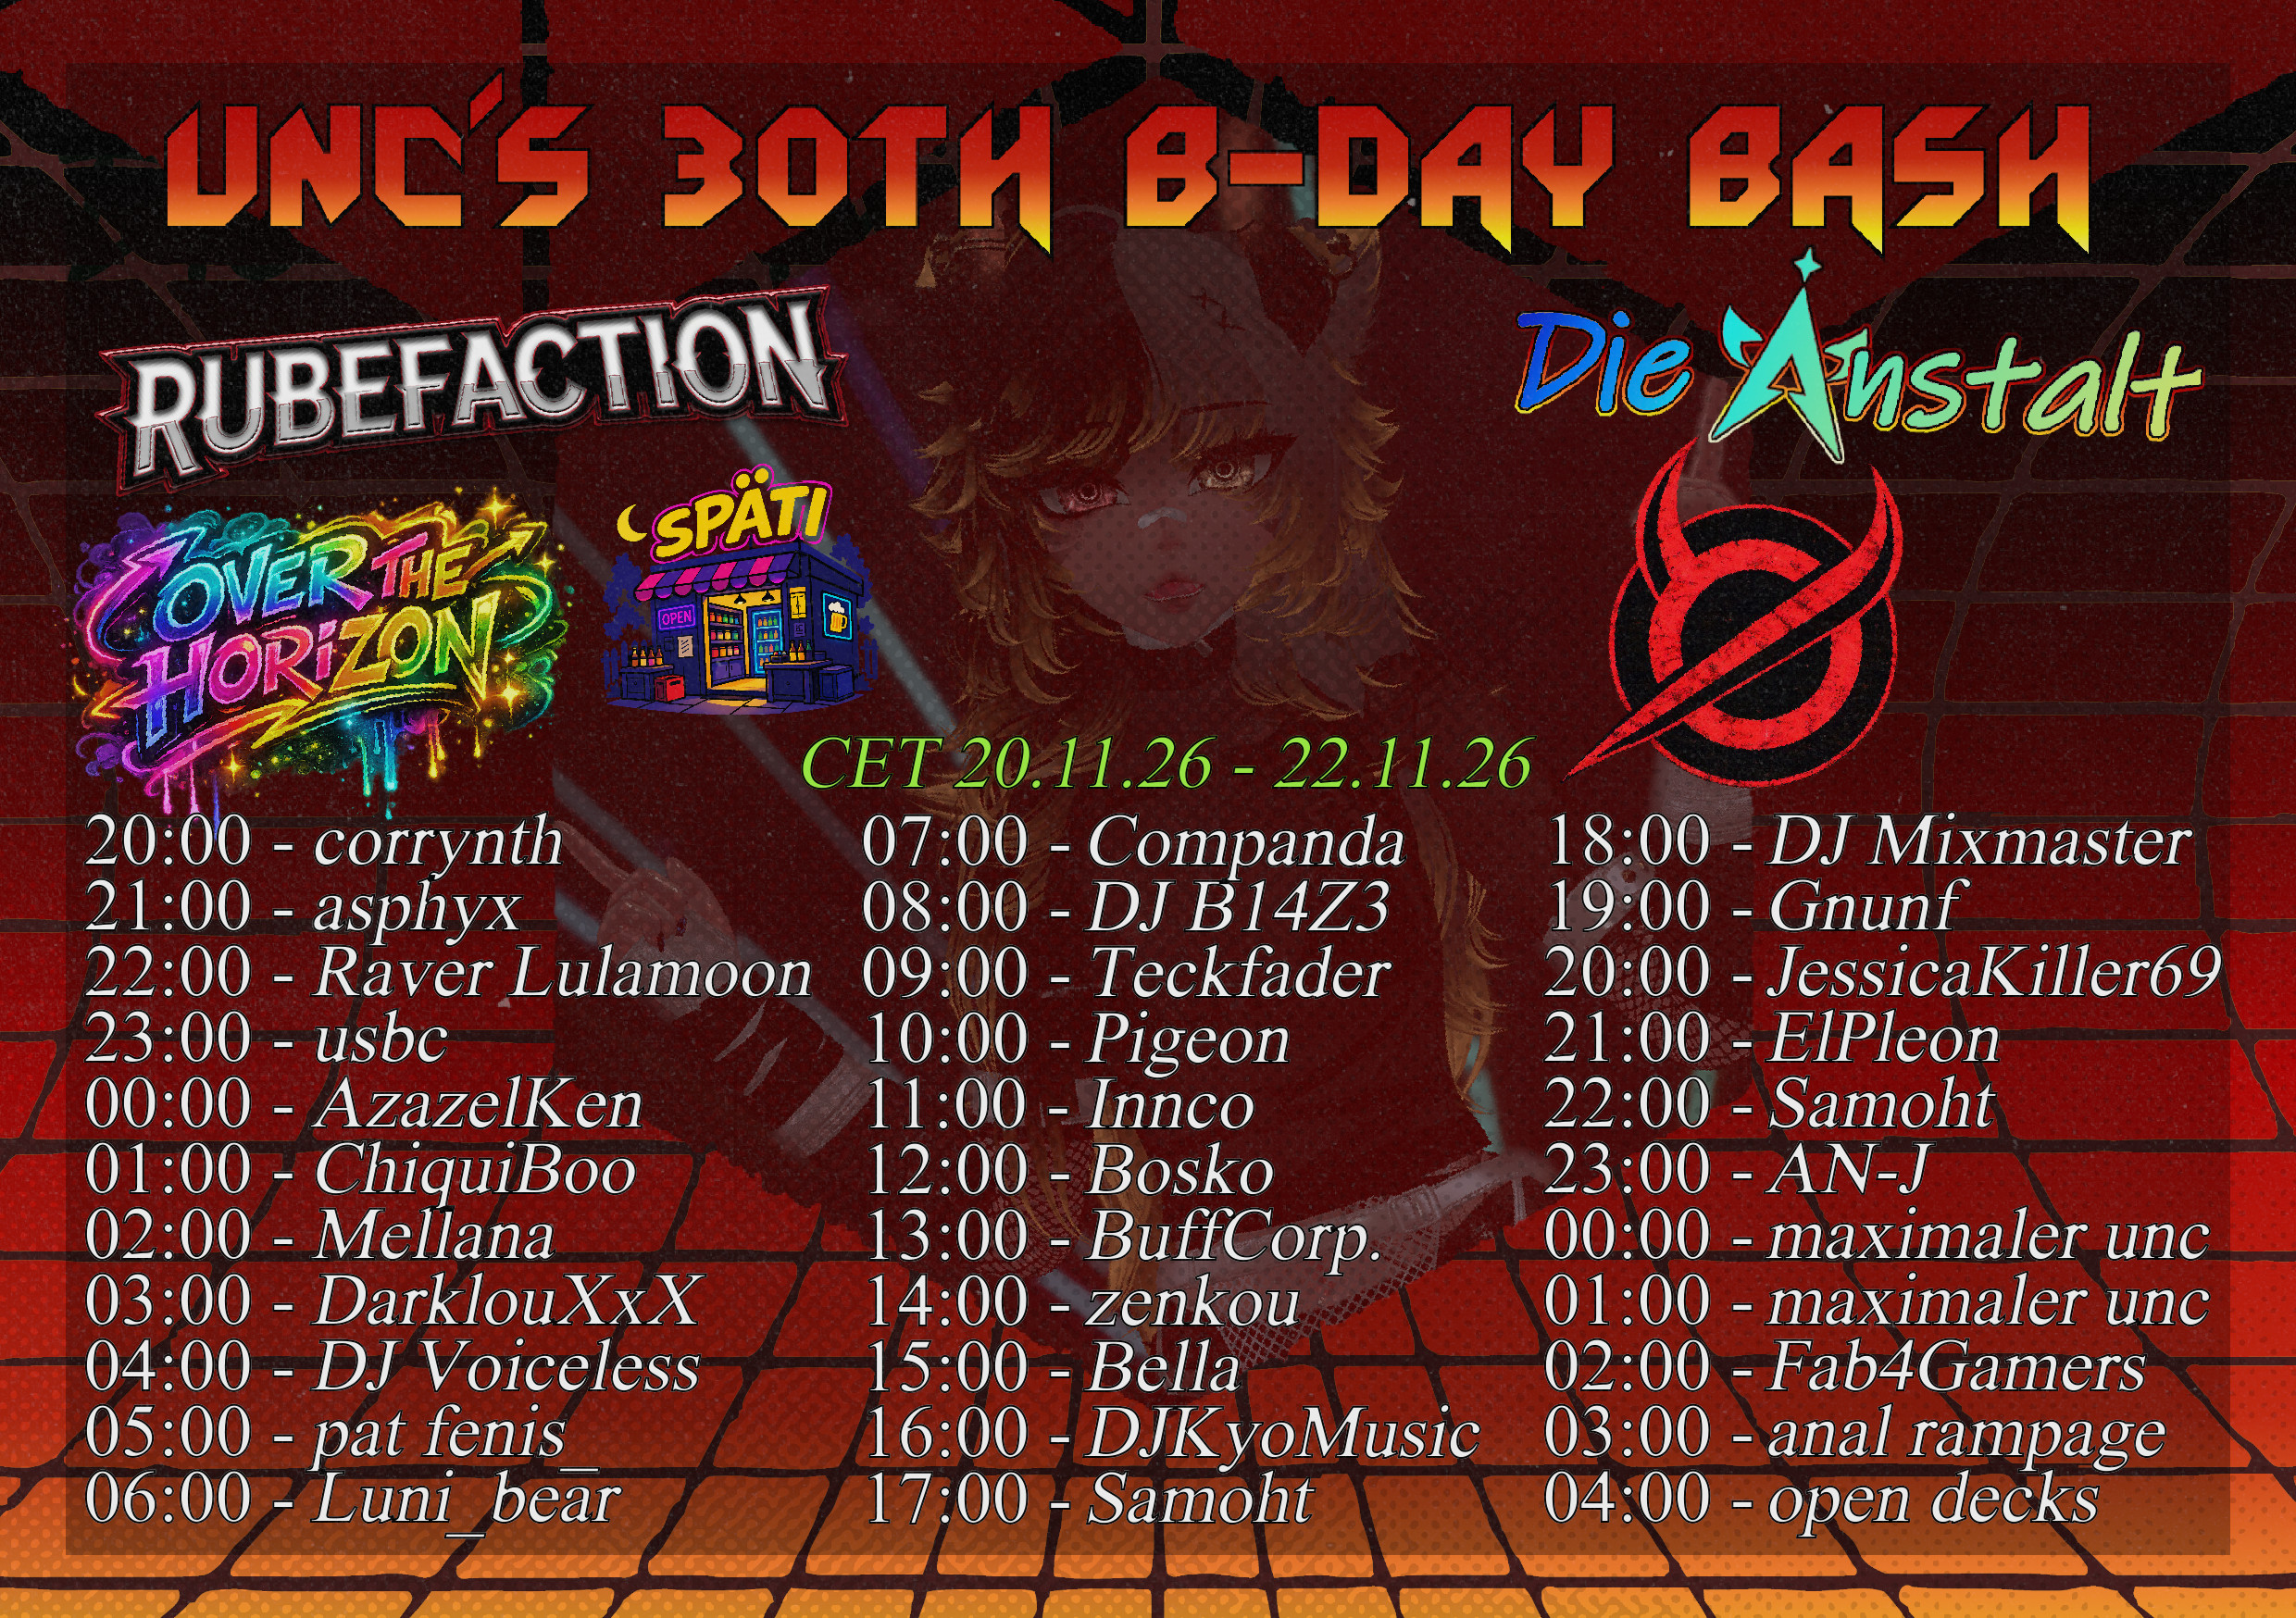 UNC'S 30TH B-DAY BASH
RUBEFACTION
Die Anstalt
OVER THE
HORiZON
SPÄTI
OPEN
CET 20.11.26 - 22.11.26
20:00 - corrynth
21:00 - asphyx
22:00 - Raver Lulamoon
23:00 - usbc
00:00 - AzazelKen
01:00 - ChiquiBoo
02:00 - Mellana
03:00 - DarklouXxX
04:00 - DJ Voiceless
05:00 - pat fenis_
06:00 - Luni_bear
07:00 - Compan​da
08:00 - DJ B14Z3
09:00 - Teckfader
10:00 - Pigeon
11:00 - Innco
12:00 - Bosko
13:00 - BuffCorp.
14:00 - zenkou
15:00 - Bella
16:00 - DJKyoMusic
17:00 - Samoht
18:00 - DJ Mixmaster
19:00 - Gnunf
20:00 - JessicaKiller69
21:00 - ElPleon
22:00 - Samoht
23:00 - AN-J
00:00 - maximaler unc
01:00 - maximaler unc
02:00 - Fab4Gamers
03:00 - anal rampage
04:00 - open decks